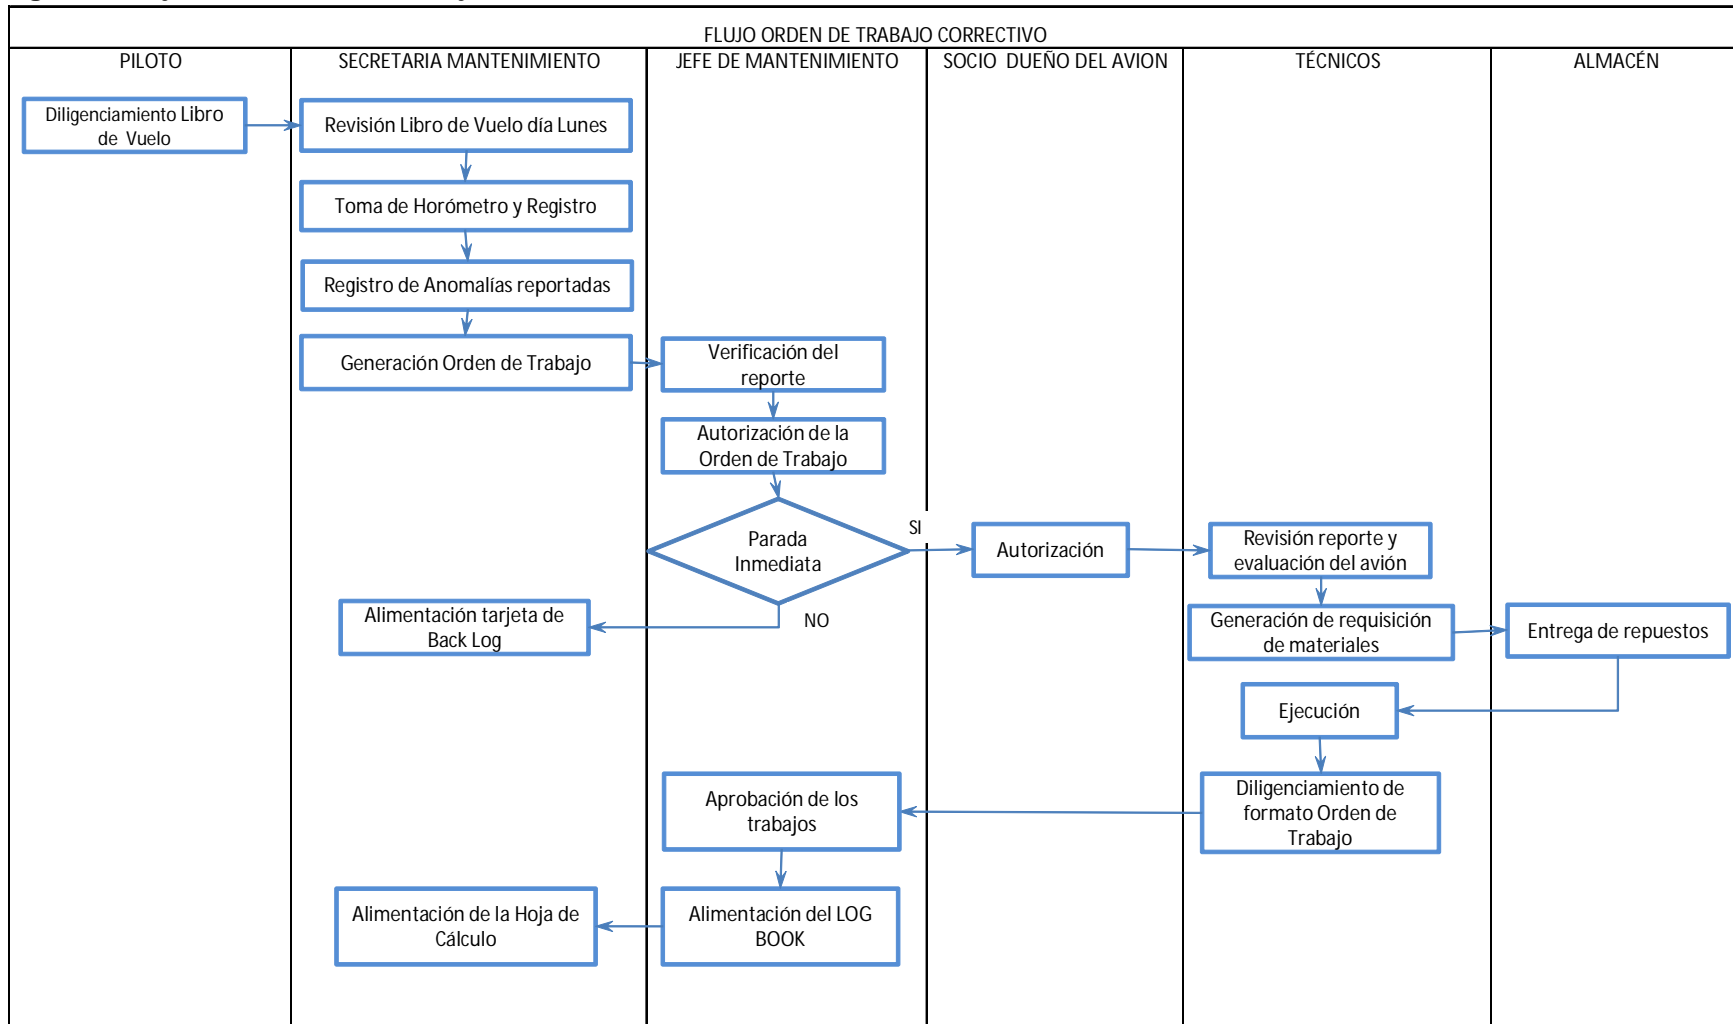 FLUJO ORDEN DE TRABAJO CORRECTIVO
PILOTO
SECRETARIA MANTENIMIENTO
JEFE DE MANTENIMIENTO
SOCIO DUEÑO DEL AVION
TÉCNICOS
ALMACÉN
Diligenciamiento Libro
de Vuelo
Revisión Libro de Vuelo día Lunes
Toma de Horómetro y Registro
Registro de Anomalías reportadas
Generación Orden de Trabajo
Verificación del
reporte
Autorización de la
Orden de Trabajo
Parada
Inmediata
SI
Autorización
Revisión reporte y
evaluación del avión
NO
Alimentación tarjeta de
Back Log
Generación de requisición
de materiales
Entrega de repuestos
Ejecución
Diligenciamiento de
formato Orden de
Trabajo
Aprobación de los
trabajos
Alimentación del LOG
BOOK
Alimentación de la Hoja de
Cálculo